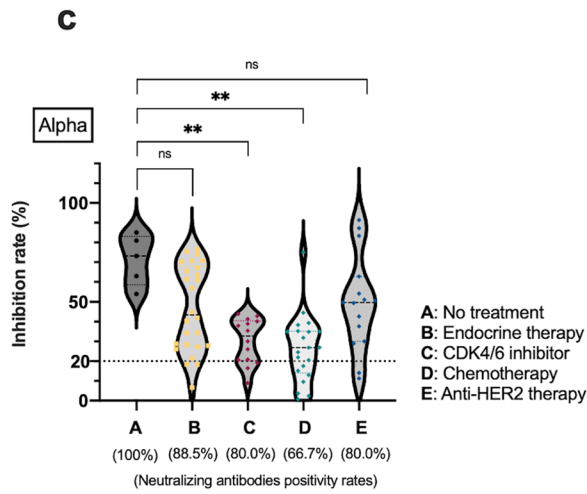 C
ns
**
Alpha
**
ns
Inhibition rate (%)
100
50
20
0
A B C D E
(100%) (88.5%) (80.0%) (66.7%) (80.0%)
(Neutralizing antibodies positivity rates)
A: No treatment
B: Endocrine therapy
C: CDK4/6 inhibitor
D: Chemotherapy
E: Anti-HER2 therapy